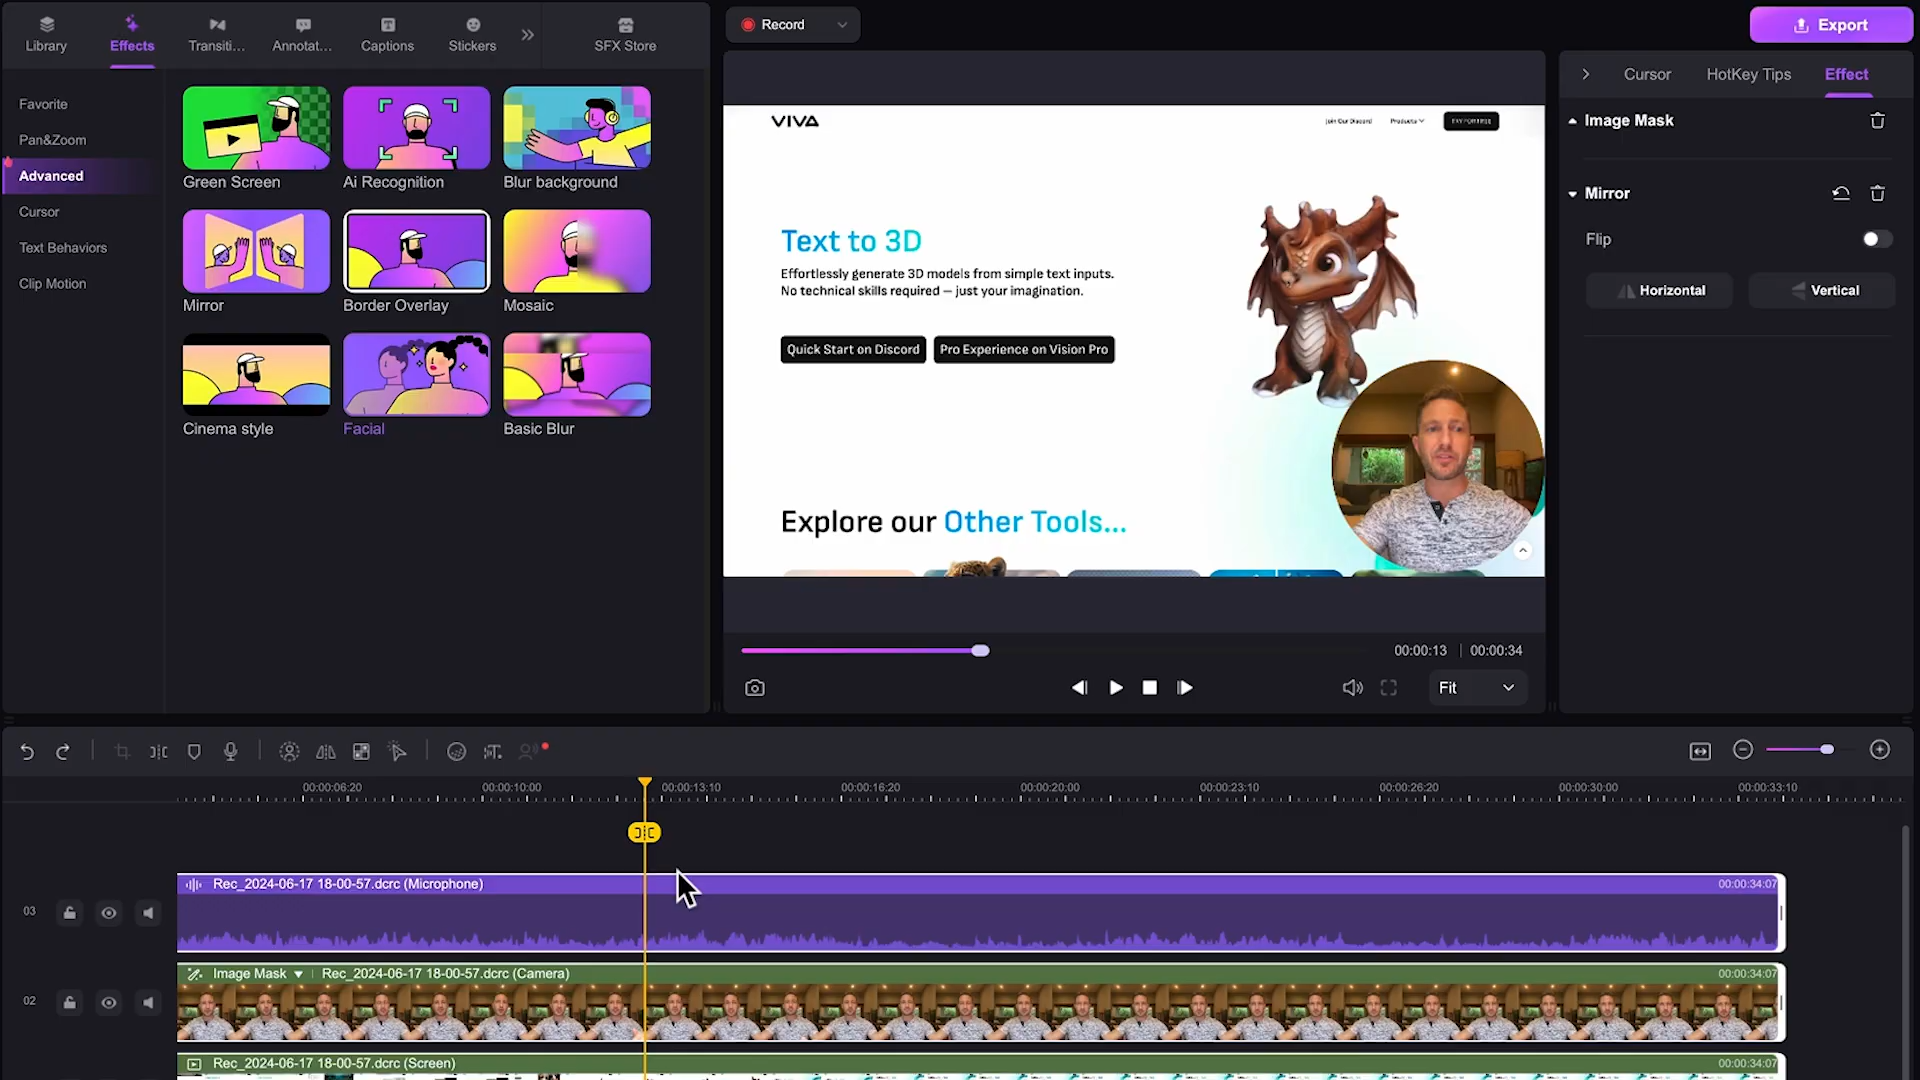 Library
Effects
Transiti...
Annotat...
Captions
Stickers
SFX Store
Record
Export
Favorite
Pan&Zoom
Advanced
Cursor
Text Behaviors
Clip Motion
Green Screen
Ai Recognition
Blur background
Mirror
Border Overlay
Mosaic
Cinema style
Facial
Basic Blur
VIVA
Join Our Discord
Products
TRY FOR FREE
Text to 3D
Effortlessly generate 3D models from simple text inputs.
No technical skills required – just your imagination.
Quick Start on Discord
Pro Experience on Vision Pro
Explore our Other Tools...
00:00:13 | 00:00:34
Fit
Cursor
HotKey Tips
Effect
Image Mask
Mirror
Flip
Horizontal
Vertical
00:00:06:20
00:00:10:00
00:00:13:10
00:00:16:20
00:00:20:00
00:00:23:10
00:00:26:20
00:00:30:00
00:00:33:10
03
Rec_2024-06-17 18-00-57.dcrc (Microphone)
00:00:34:07
02
Image Mask
Rec_2024-06-17 18-00-57.dcrc (Camera)
00:00:34:07
Rec_2024-06-17 18-00-57.dcrc (Screen)
00:00:34:07